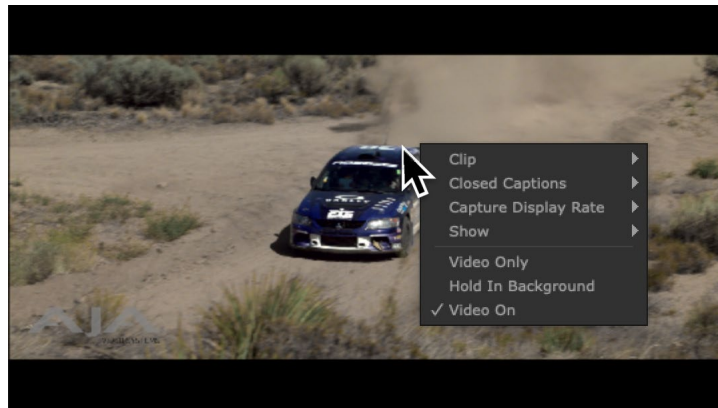 Clip
Closed Captions
Capture Display Rate
Show
Video Only
Hold In Background
✓ Video On
AJA